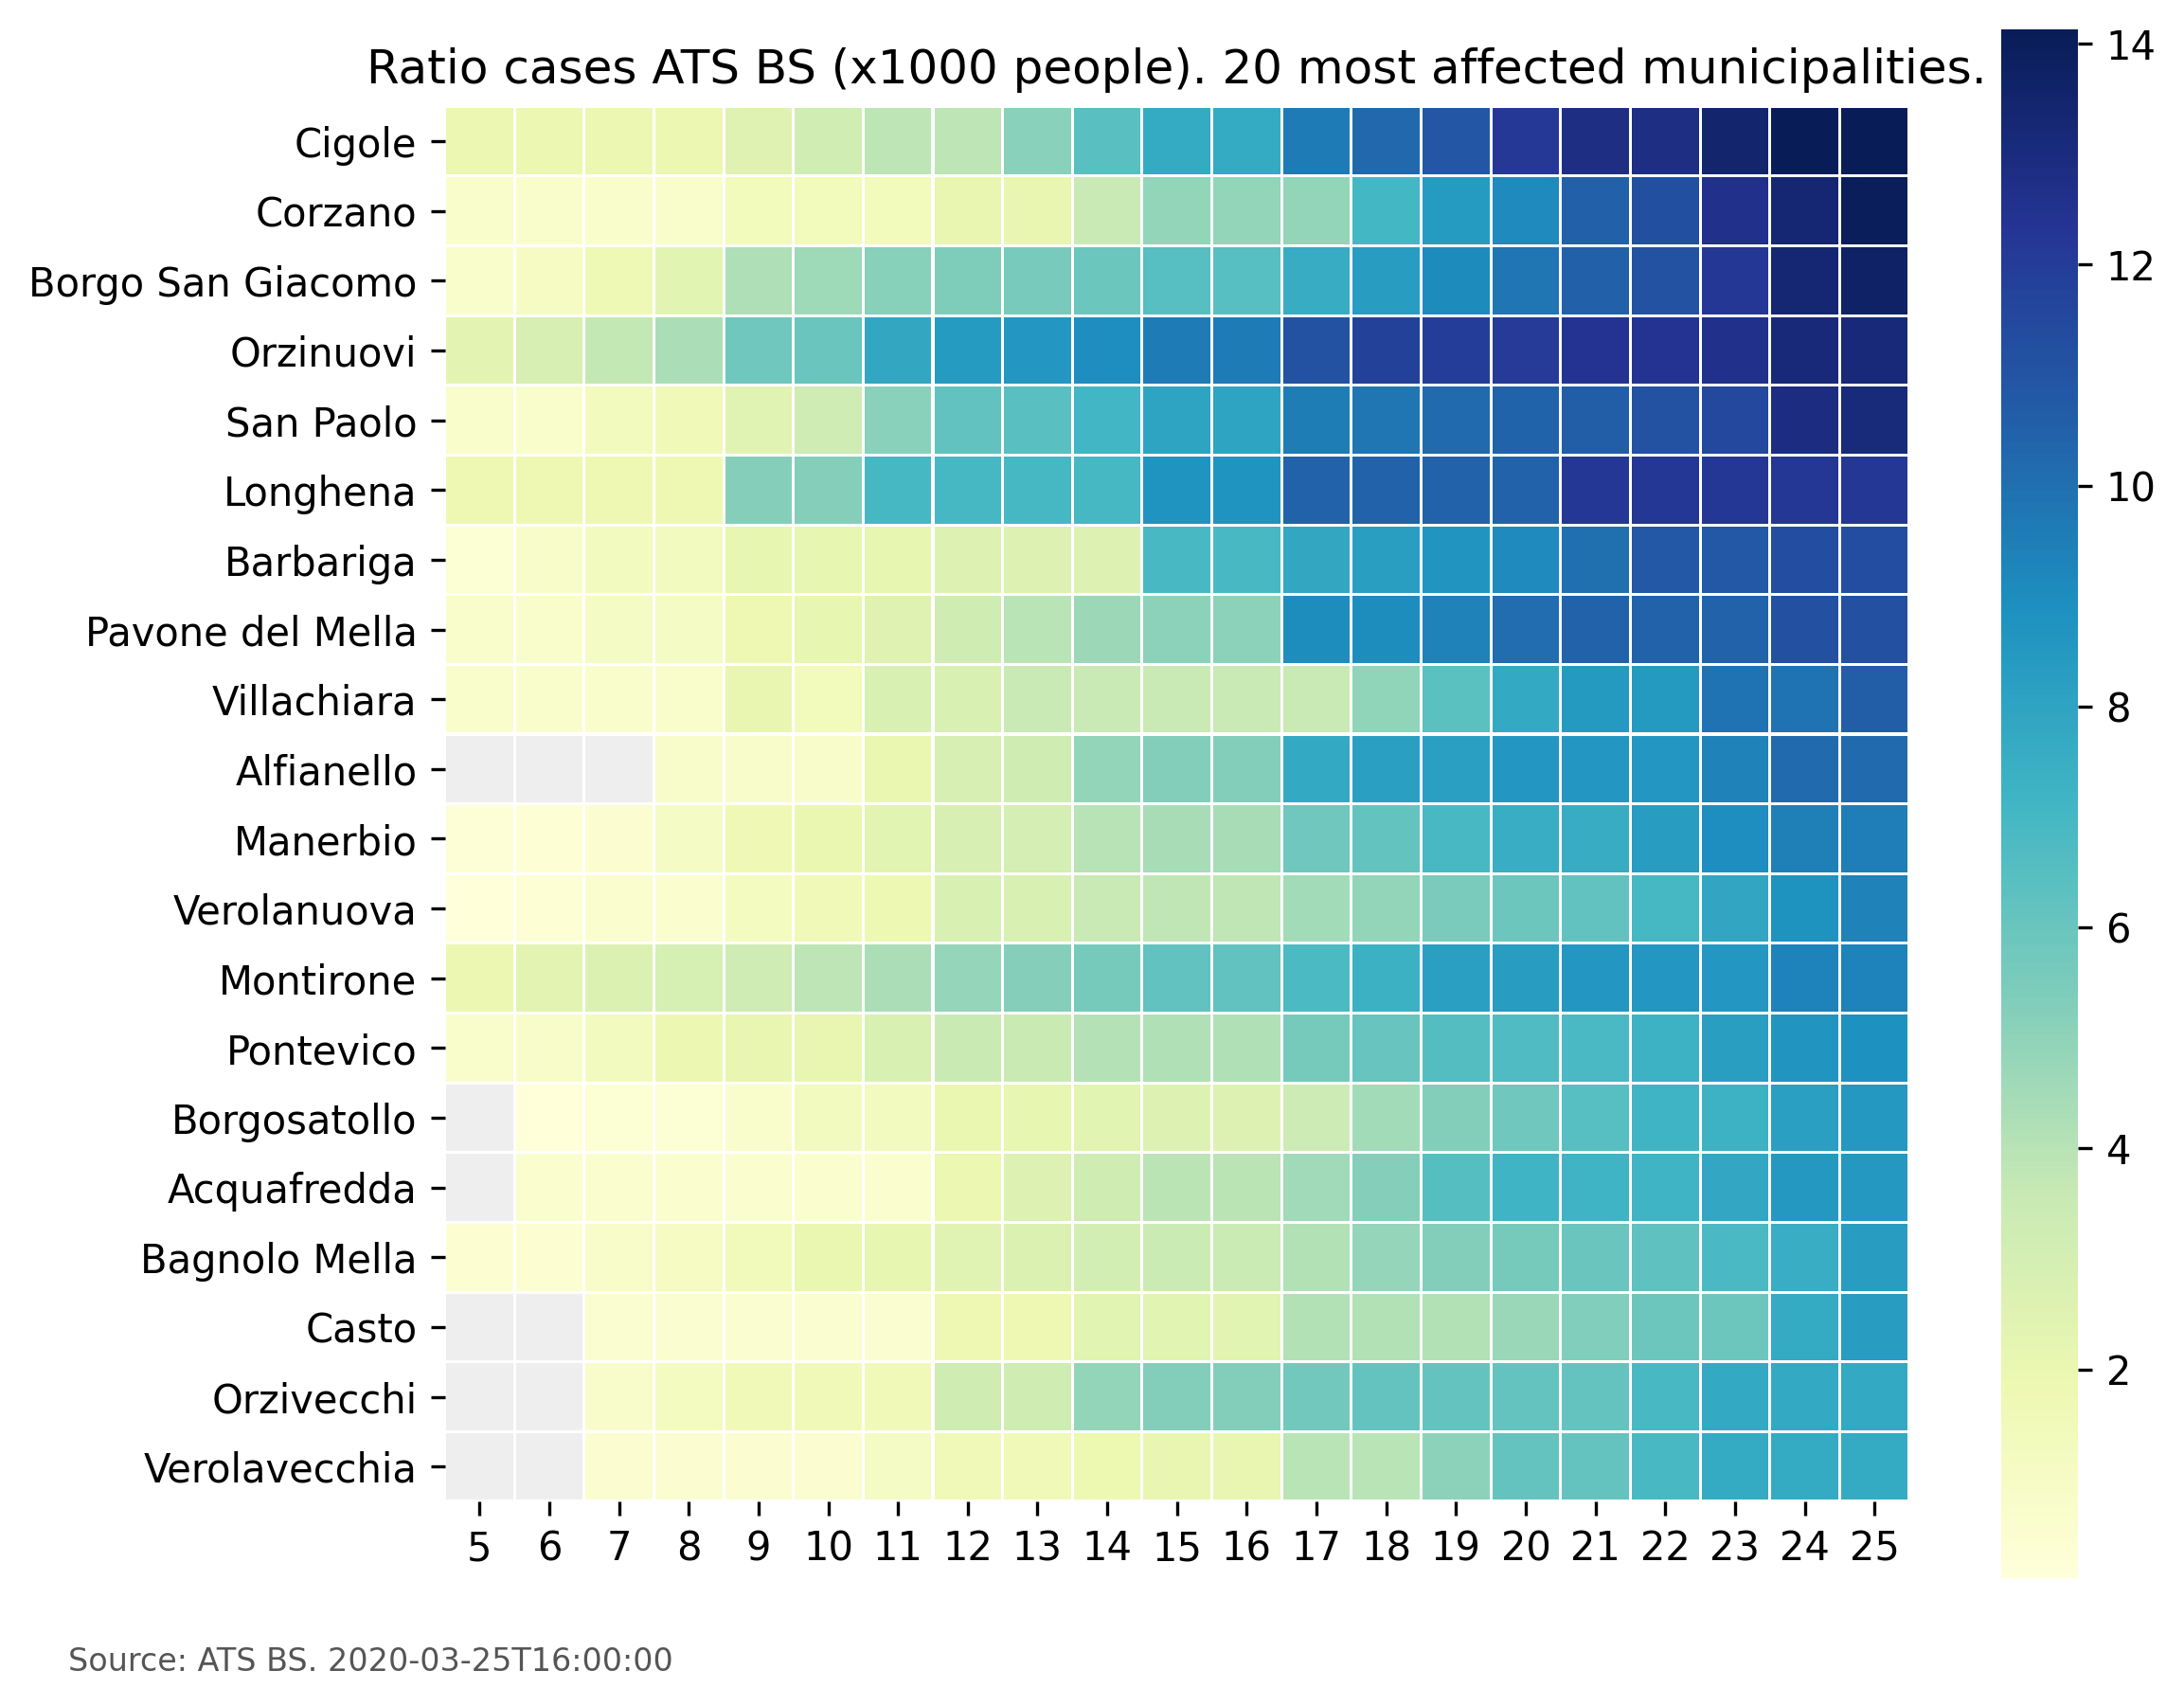 Ratio cases ATS BS (x1000 people). 20 most affected municipalities.
Cigole
Corzano
Borgo San Giacomo
Orzinuovi
San Paolo
Longhena
Barbariga
Pavone del Mella
Villachiara
Alfianello
Manerbio
Verolanuova
Montirone
Pontevico
Borgosatollo
Acquafredda
Bagnolo Mella
Casto
Orzivecchi
Verolavecchia
5 6 7 8 9 10 11 12 13 14 15 16 17 18 19 20 21 22 23 24 25
14
12
10
8
6
4
2
Source: ATS BS. 2020-03-25T16:00:00